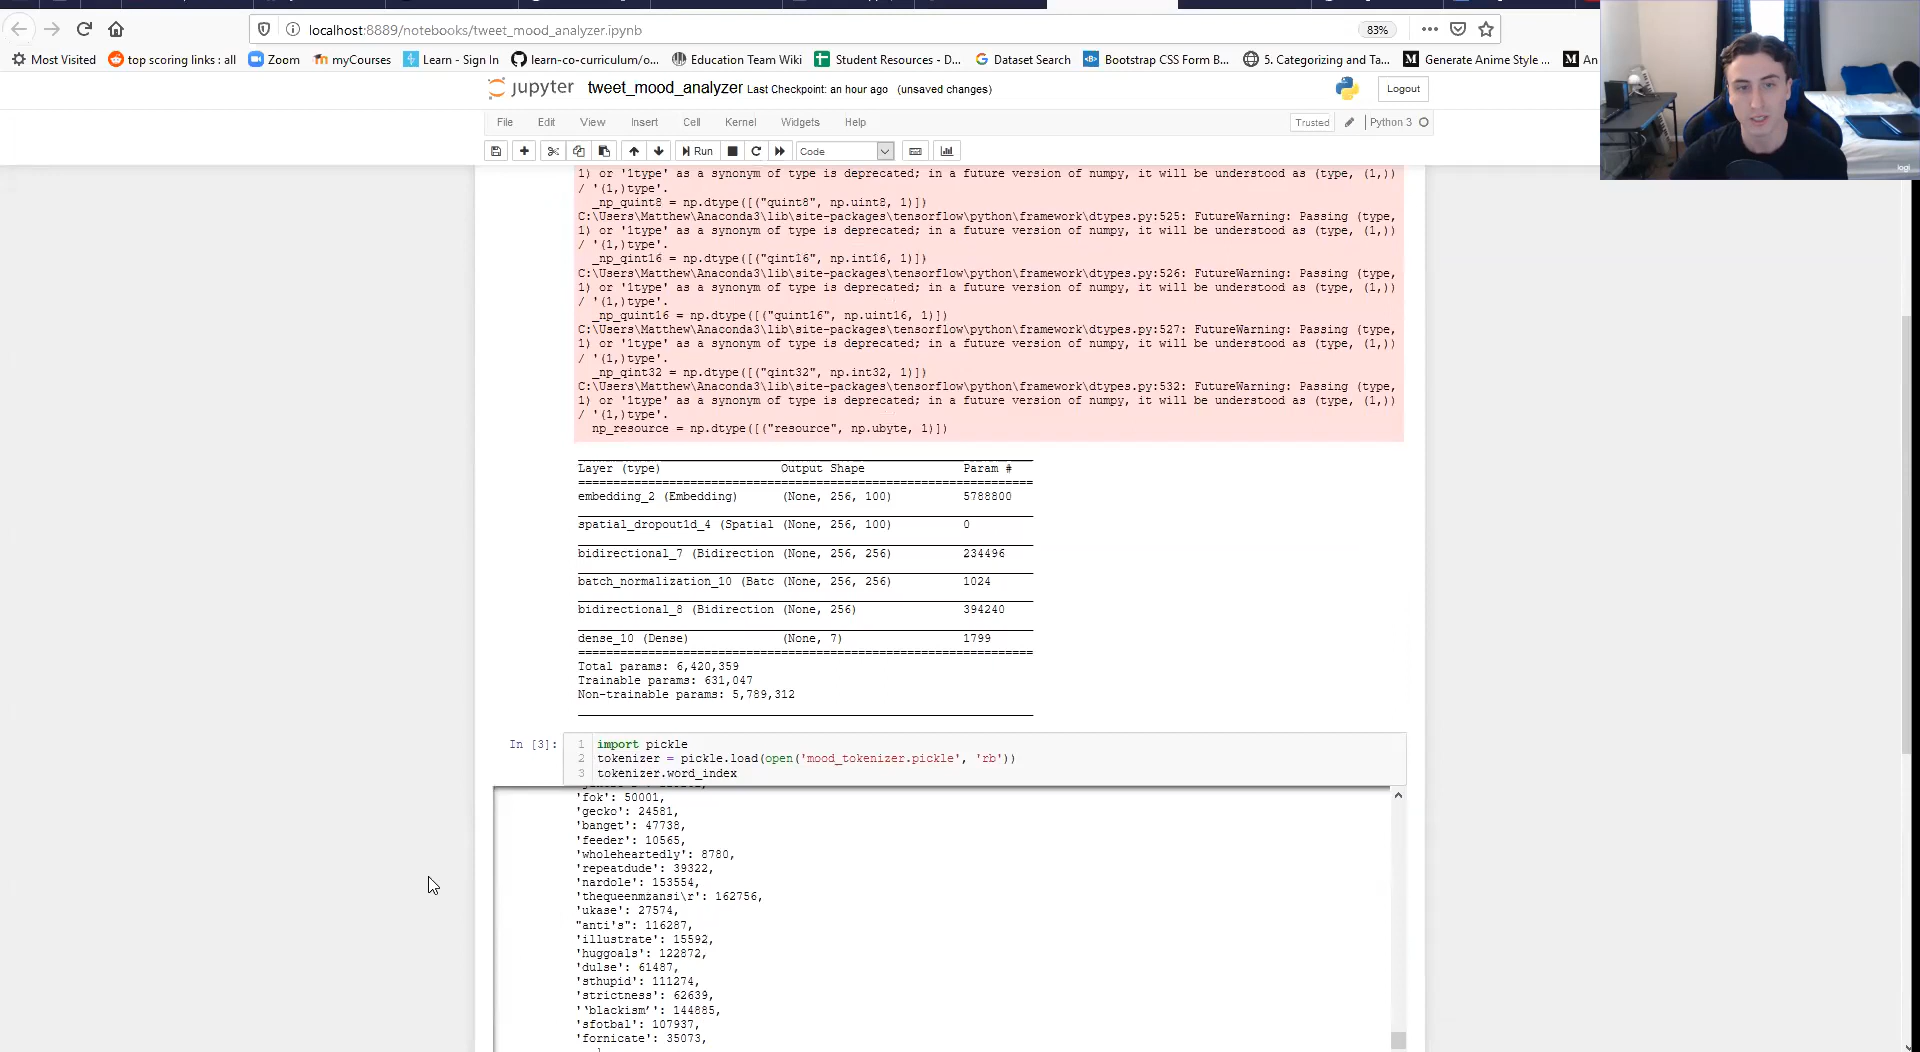 localhost:8889/notebooks/tweet_mood_analyzer.ipynb
83%
Most Visited
top scoring links : all
Zoom
myCourses
Learn - Sign In
learn-co-curriculum/o...
Education Team Wiki
Student Resources - D...
Dataset Search
Bootstrap CSS Form B...
5. Categorizing and Ta...
Generate Anime Style ...
An
jupyter tweet_mood_analyzer Last Checkpoint: an hour ago (unsaved changes)
Logout
File Edit View Insert Cell Kernel Widgets Help
Trusted
Python 3
Run
Code
1) or '1type' as a synonym of type is deprecated; in a future version of numpy, it will be understood as (type, (1,))
/ '(1,)type'.
_np_quint8 = np.dtype([("quint8", np.uint8, 1)])
C:\Users\Matthew\Anaconda3\lib\site-packages\tensorflow\python\framework\dtypes.py:525: FutureWarning: Passing (type,
1) or '1type' as a synonym of type is deprecated; in a future version of numpy, it will be understood as (type, (1,))
/ '(1,)type'.
_np_qint16 = np.dtype([("qint16", np.int16, 1)])
C:\Users\Matthew\Anaconda3\lib\site-packages\tensorflow\python\framework\dtypes.py:526: FutureWarning: Passing (type,
1) or '1type' as a synonym of type is deprecated; in a future version of numpy, it will be understood as (type, (1,))
/ '(1,)type'.
_np_quint16 = np.dtype([("quint16", np.uint16, 1)])
C:\Users\Matthew\Anaconda3\lib\site-packages\tensorflow\python\framework\dtypes.py:527: FutureWarning: Passing (type,
1) or '1type' as a synonym of type is deprecated; in a future version of numpy, it will be understood as (type, (1,))
/ '(1,)type'.
_np_qint32 = np.dtype([("qint32", np.int32, 1)])
C:\Users\Matthew\Anaconda3\lib\site-packages\tensorflow\python\framework\dtypes.py:532: FutureWarning: Passing (type,
1) or '1type' as a synonym of type is deprecated; in a future version of numpy, it will be understood as (type, (1,))
/ '(1,)type'.
np_resource = np.dtype([("resource", np.ubyte, 1)])
Layer (type) Output Shape Param #
embedding_2 (Embedding) (None, 256, 100) 5788800
spatial_dropout1d_4 (Spatial (None, 256, 100) 0
bidirectional_7 (Bidirection (None, 256, 256) 234496
batch_normalization_10 (Batc (None, 256, 256) 1024
bidirectional_8 (Bidirection (None, 256) 394240
dense_10 (Dense) (None, 7) 1799
Total params: 6,420,359
Trainable params: 631,047
Non-trainable params: 5,789,312
In [3]:
1 import pickle
2 tokenizer = pickle.load(open('mood_tokenizer.pickle', 'rb'))
3 tokenizer.word_index
'fok': 50001,
'gecko': 24581,
'banget': 47738,
'feeder': 10565,
'wholeheartedly': 8780,
'repeatdude': 39322,
'nardole': 153554,
'thequeenmzansi\r': 162756,
'ukase': 27574,
"anti's": 116287,
'illustrate': 15592,
'huggoals': 122872,
'dulse': 61487,
'sthupid': 111274,
'strictness': 62639,
'‘blackism’': 144885,
'sfotbal': 107937,
'fornicate': 35073,
logi